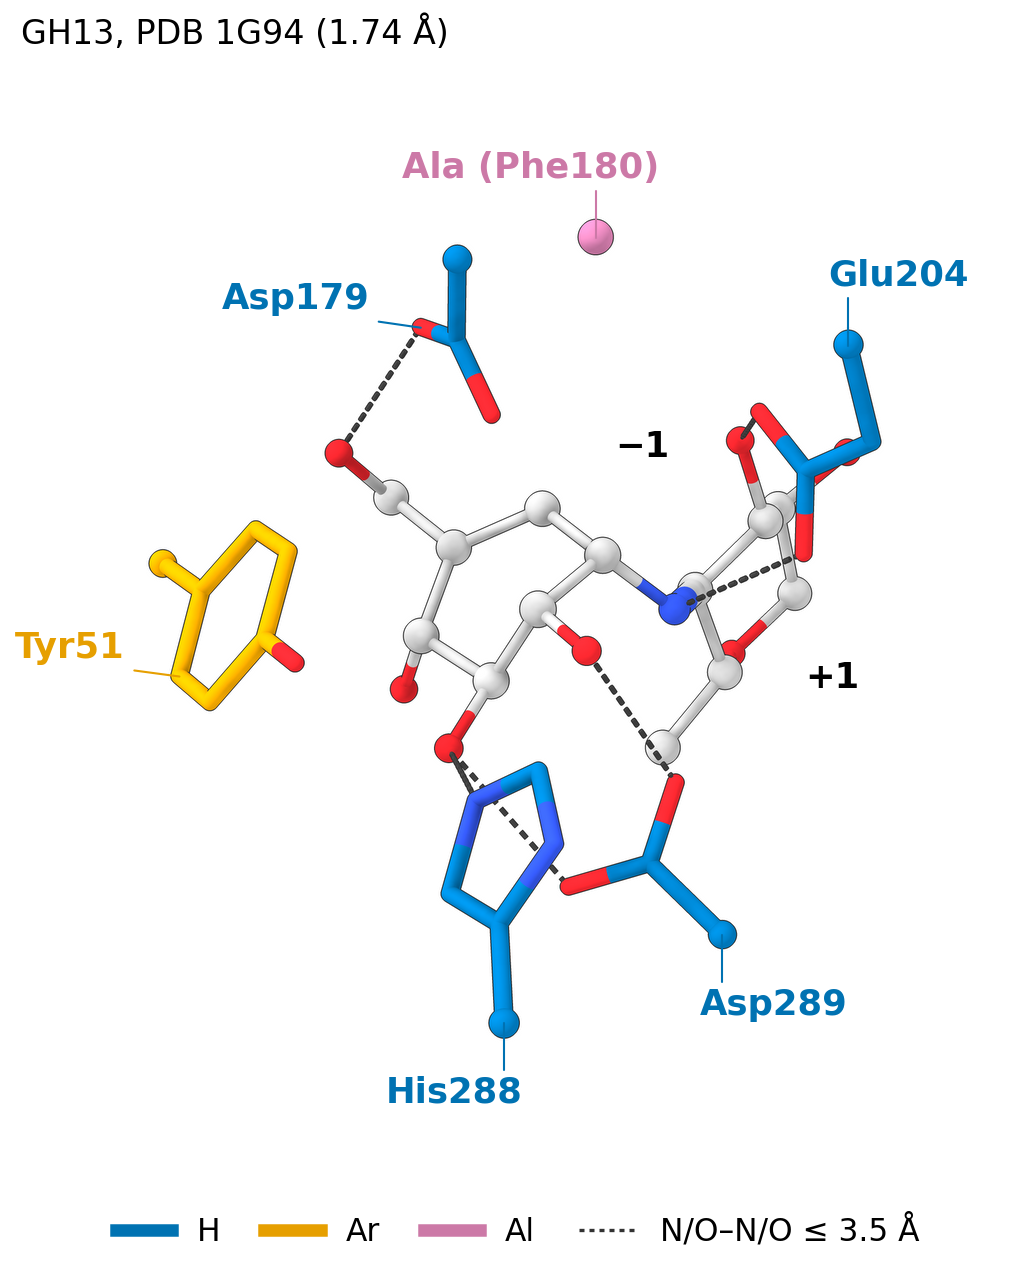 GH13, PDB 1G94 (1.74 Å)
Ala (Phe180)
Glu204
Asp179
−1
Tyr51
+1
Asp289
His288
H Ar Al N/O–N/O ≤ 3.5 Å